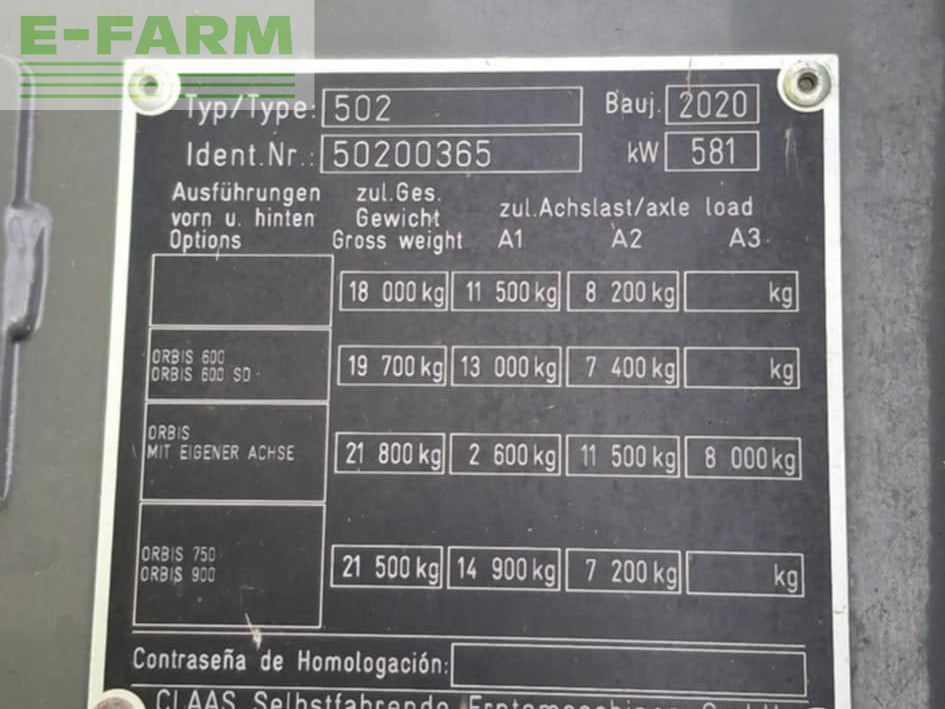 E-FARM
Typ/Type: 502 Bauj. 2020
Ident.Nr.: 50200365 kW 581
Ausführungen zul.Ges.
vorn u. hinten Gewicht zul.Achslast/axle load
Options Gross weight A1 A2 A3
18 000 kg 11 500 kg 8 200 kg kg
ORBIS 600
ORBIS 600 SD 19 700 kg 13 000 kg 7 400 kg kg
ORBIS
MIT EIGENER ACHSE 21 800 kg 2 600 kg 11 500 kg 8 000 kg
ORBIS 750
ORBIS 900 21 500 kg 14 900 kg 7 200 kg kg
Contraseña de Homologación:
CLAAS Selbstfahrende Erntemaschinen GmbH